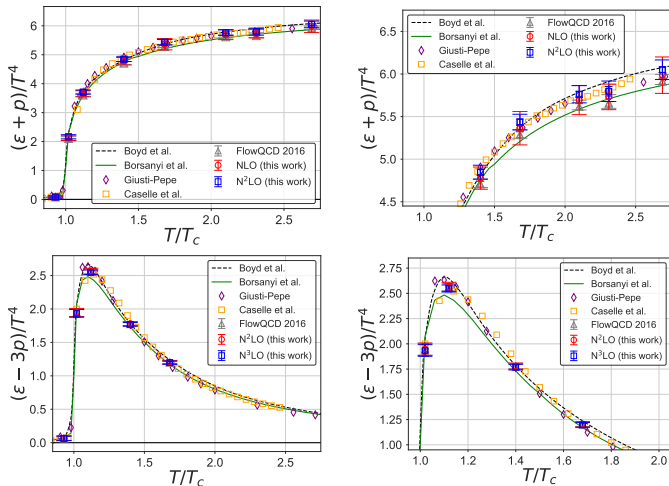 (ε + p)/T⁴
6
5
4
3
2
1
0
1.0
1.5
2.0
2.5
T/T_c
Boyd et al.
Borsanyi et al.
Giusti-Pepe
Caselle et al.
FlowQCD 2016
NLO (this work)
N²LO (this work)
(ε + p)/T⁴
6.5
6.0
5.5
5.0
4.5
1.0
1.5
2.0
2.5
T/T_c
Boyd et al.
Borsanyi et al.
Giusti-Pepe
Caselle et al.
FlowQCD 2016
NLO (this work)
N²LO (this work)
(ε − 3p)/T⁴
2.5
2.0
1.5
1.0
0.5
0.0
1.0
1.5
2.0
2.5
T/T_c
Boyd et al.
Borsanyi et al.
Giusti-Pepe
Caselle et al.
FlowQCD 2016
N²LO (this work)
N³LO (this work)
(ε − 3p)/T⁴
2.75
2.50
2.25
2.00
1.75
1.50
1.25
1.00
1.0
1.2
1.4
1.6
1.8
2.0
T/T_c
Boyd et al.
Borsanyi et al.
Giusti-Pepe
Caselle et al.
FlowQCD 2016
N²LO (this work)
N³LO (this work)